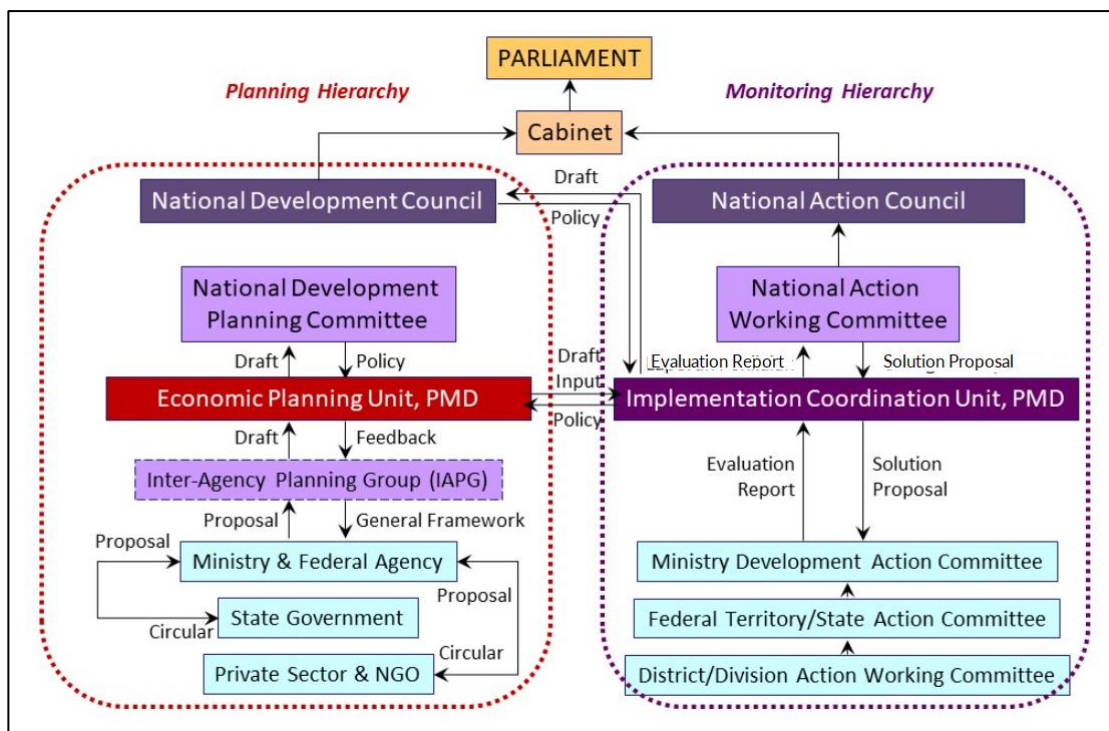 PARLIAMENT
Planning Hierarchy
Monitoring Hierarchy
Cabinet
National Development Council
Draft
Policy
National Action Council
National Development
Planning Committee
National Action
Working Committee
Draft
Policy
Draft
Input
Policy
Evaluation Report
Solution Proposal
Economic Planning Unit, PMD
Implementation Coordination Unit, PMD
Draft
Feedback
Evaluation
Report
Solution
Proposal
Inter-Agency Planning Group (IAPG)
Proposal
General Framework
Proposal
Ministry & Federal Agency
Ministry Development Action Committee
Proposal
State Government
Federal Territory/State Action Committee
Circular
Circular
Private Sector & NGO
District/Division Action Working Committee